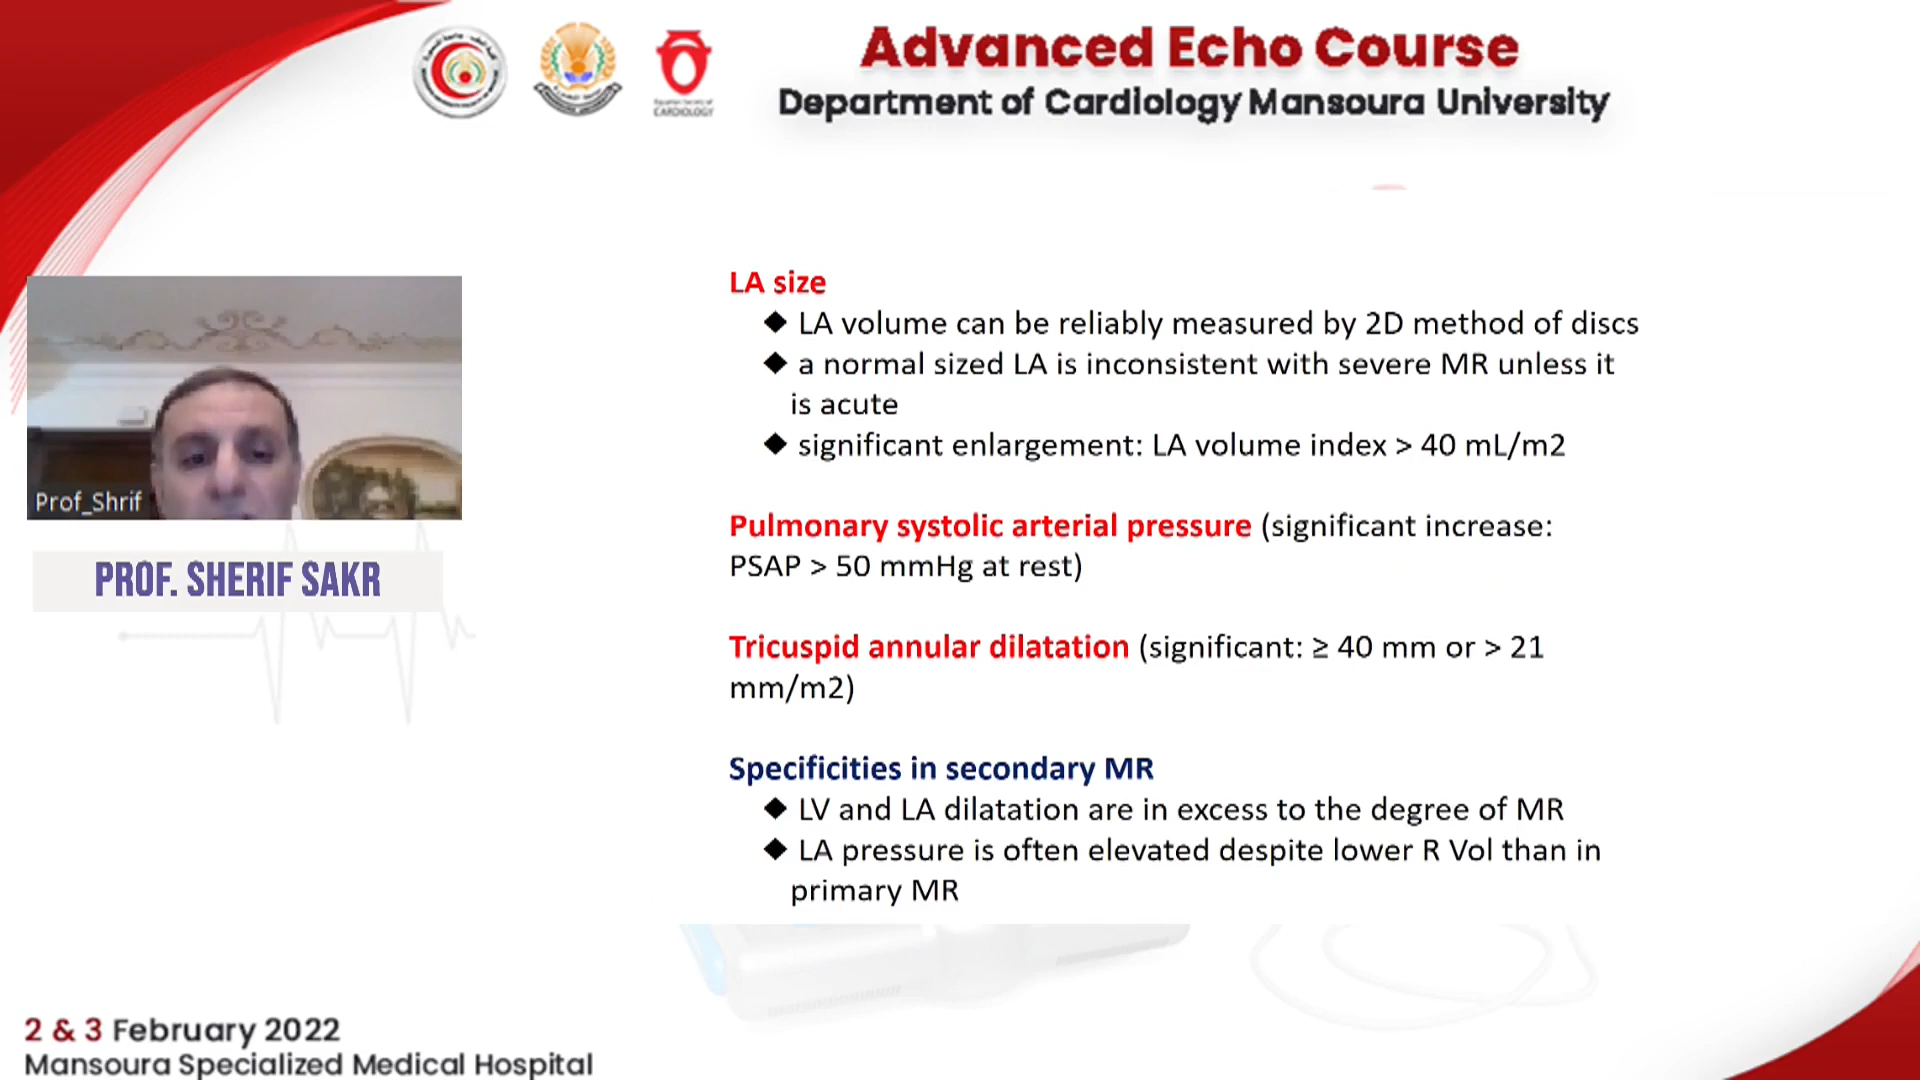 Advanced Echo Course
Department of Cardiology Mansoura University
Egyptian Society of
CARDIOLOGY
LA size
◆ LA volume can be reliably measured by 2D method of discs
◆ a normal sized LA is inconsistent with severe MR unless it
is acute
◆ significant enlargement: LA volume index > 40 mL/m2
Pulmonary systolic arterial pressure (significant increase:
PSAP > 50 mmHg at rest)
Tricuspid annular dilatation (significant: ≥ 40 mm or > 21
mm/m2)
Specificities in secondary MR
◆ LV and LA dilatation are in excess to the degree of MR
◆ LA pressure is often elevated despite lower R Vol than in
primary MR
Prof_Shrif
PROF. SHERIF SAKR
2 & 3 February 2022
Mansoura Specialized Medical Hospital